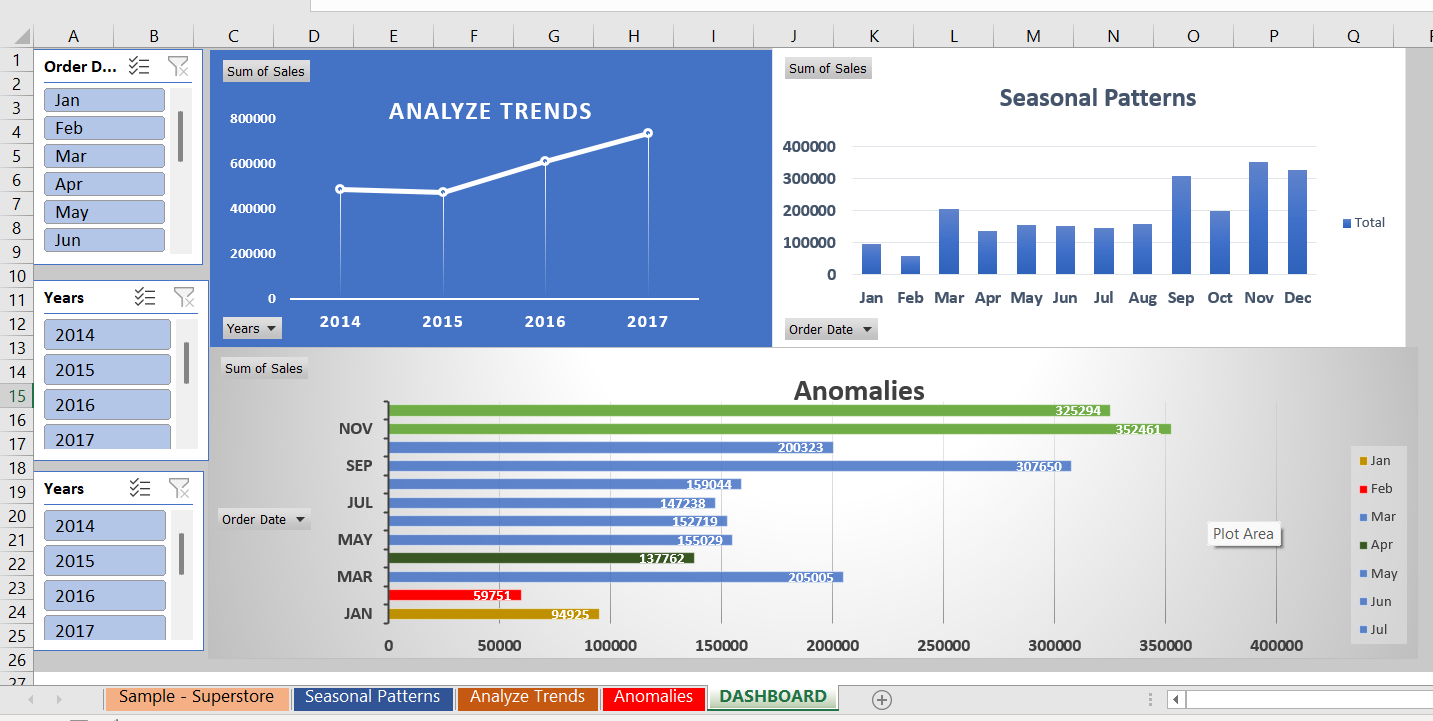 A B C D E F G H I J K L M N O P Q
1
2
3
4
5
6
7
8
9
10
11
12
13
14
15
16
17
18
19
20
21
22
23
24
25
26
27
Order D...
Jan
Feb
Mar
Apr
May
Jun
Years
2014
2015
2016
2017
Years
2014
2015
2016
2017
Sum of Sales
ANALYZE TRENDS
800000
600000
400000
200000
0
2014 2015 2016 2017
Years
Sum of Sales
Seasonal Patterns
400000
300000
200000
100000
0
Jan Feb Mar Apr May Jun Jul Aug Sep Oct Nov Dec
Total
Order Date
Sum of Sales
Anomalies
325294
NOV 352461
200323
SEP 307650
159044
JUL 147238
152719
MAY 155029
137762
MAR 205005
59751
JAN 94925
0 50000 100000 150000 200000 250000 300000 350000 400000
Order Date
Plot Area
Jan
Feb
Mar
Apr
May
Jun
Jul
Sample - Superstore Seasonal Patterns Analyze Trends Anomalies DASHBOARD